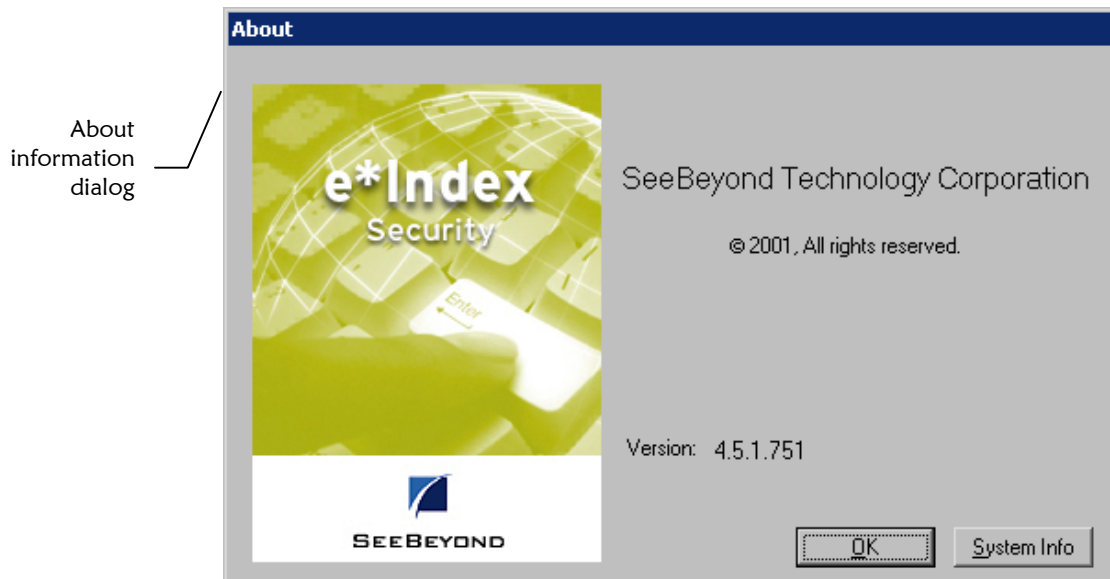 About
About
information
dialog
e*Index
Security
Enter
SeeBeyond Technology Corporation
© 2001, All rights reserved.
Version: 4.5.1.751
SEEBEYOND
OK
System Info